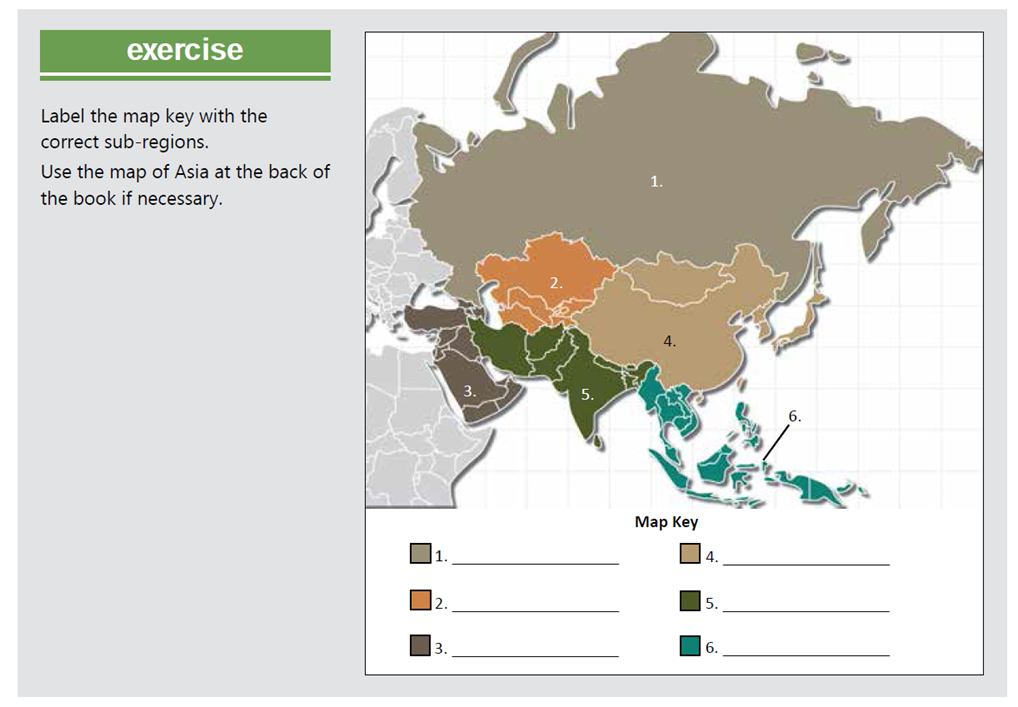 exercise
Label the map key with the
correct sub-regions.
Use the map of Asia at the back of
the book if necessary.
1.
2.
3.
4.
5.
6.
Map Key
1. ____________________
2. ____________________
3. ____________________
4. ____________________
5. ____________________
6. ____________________